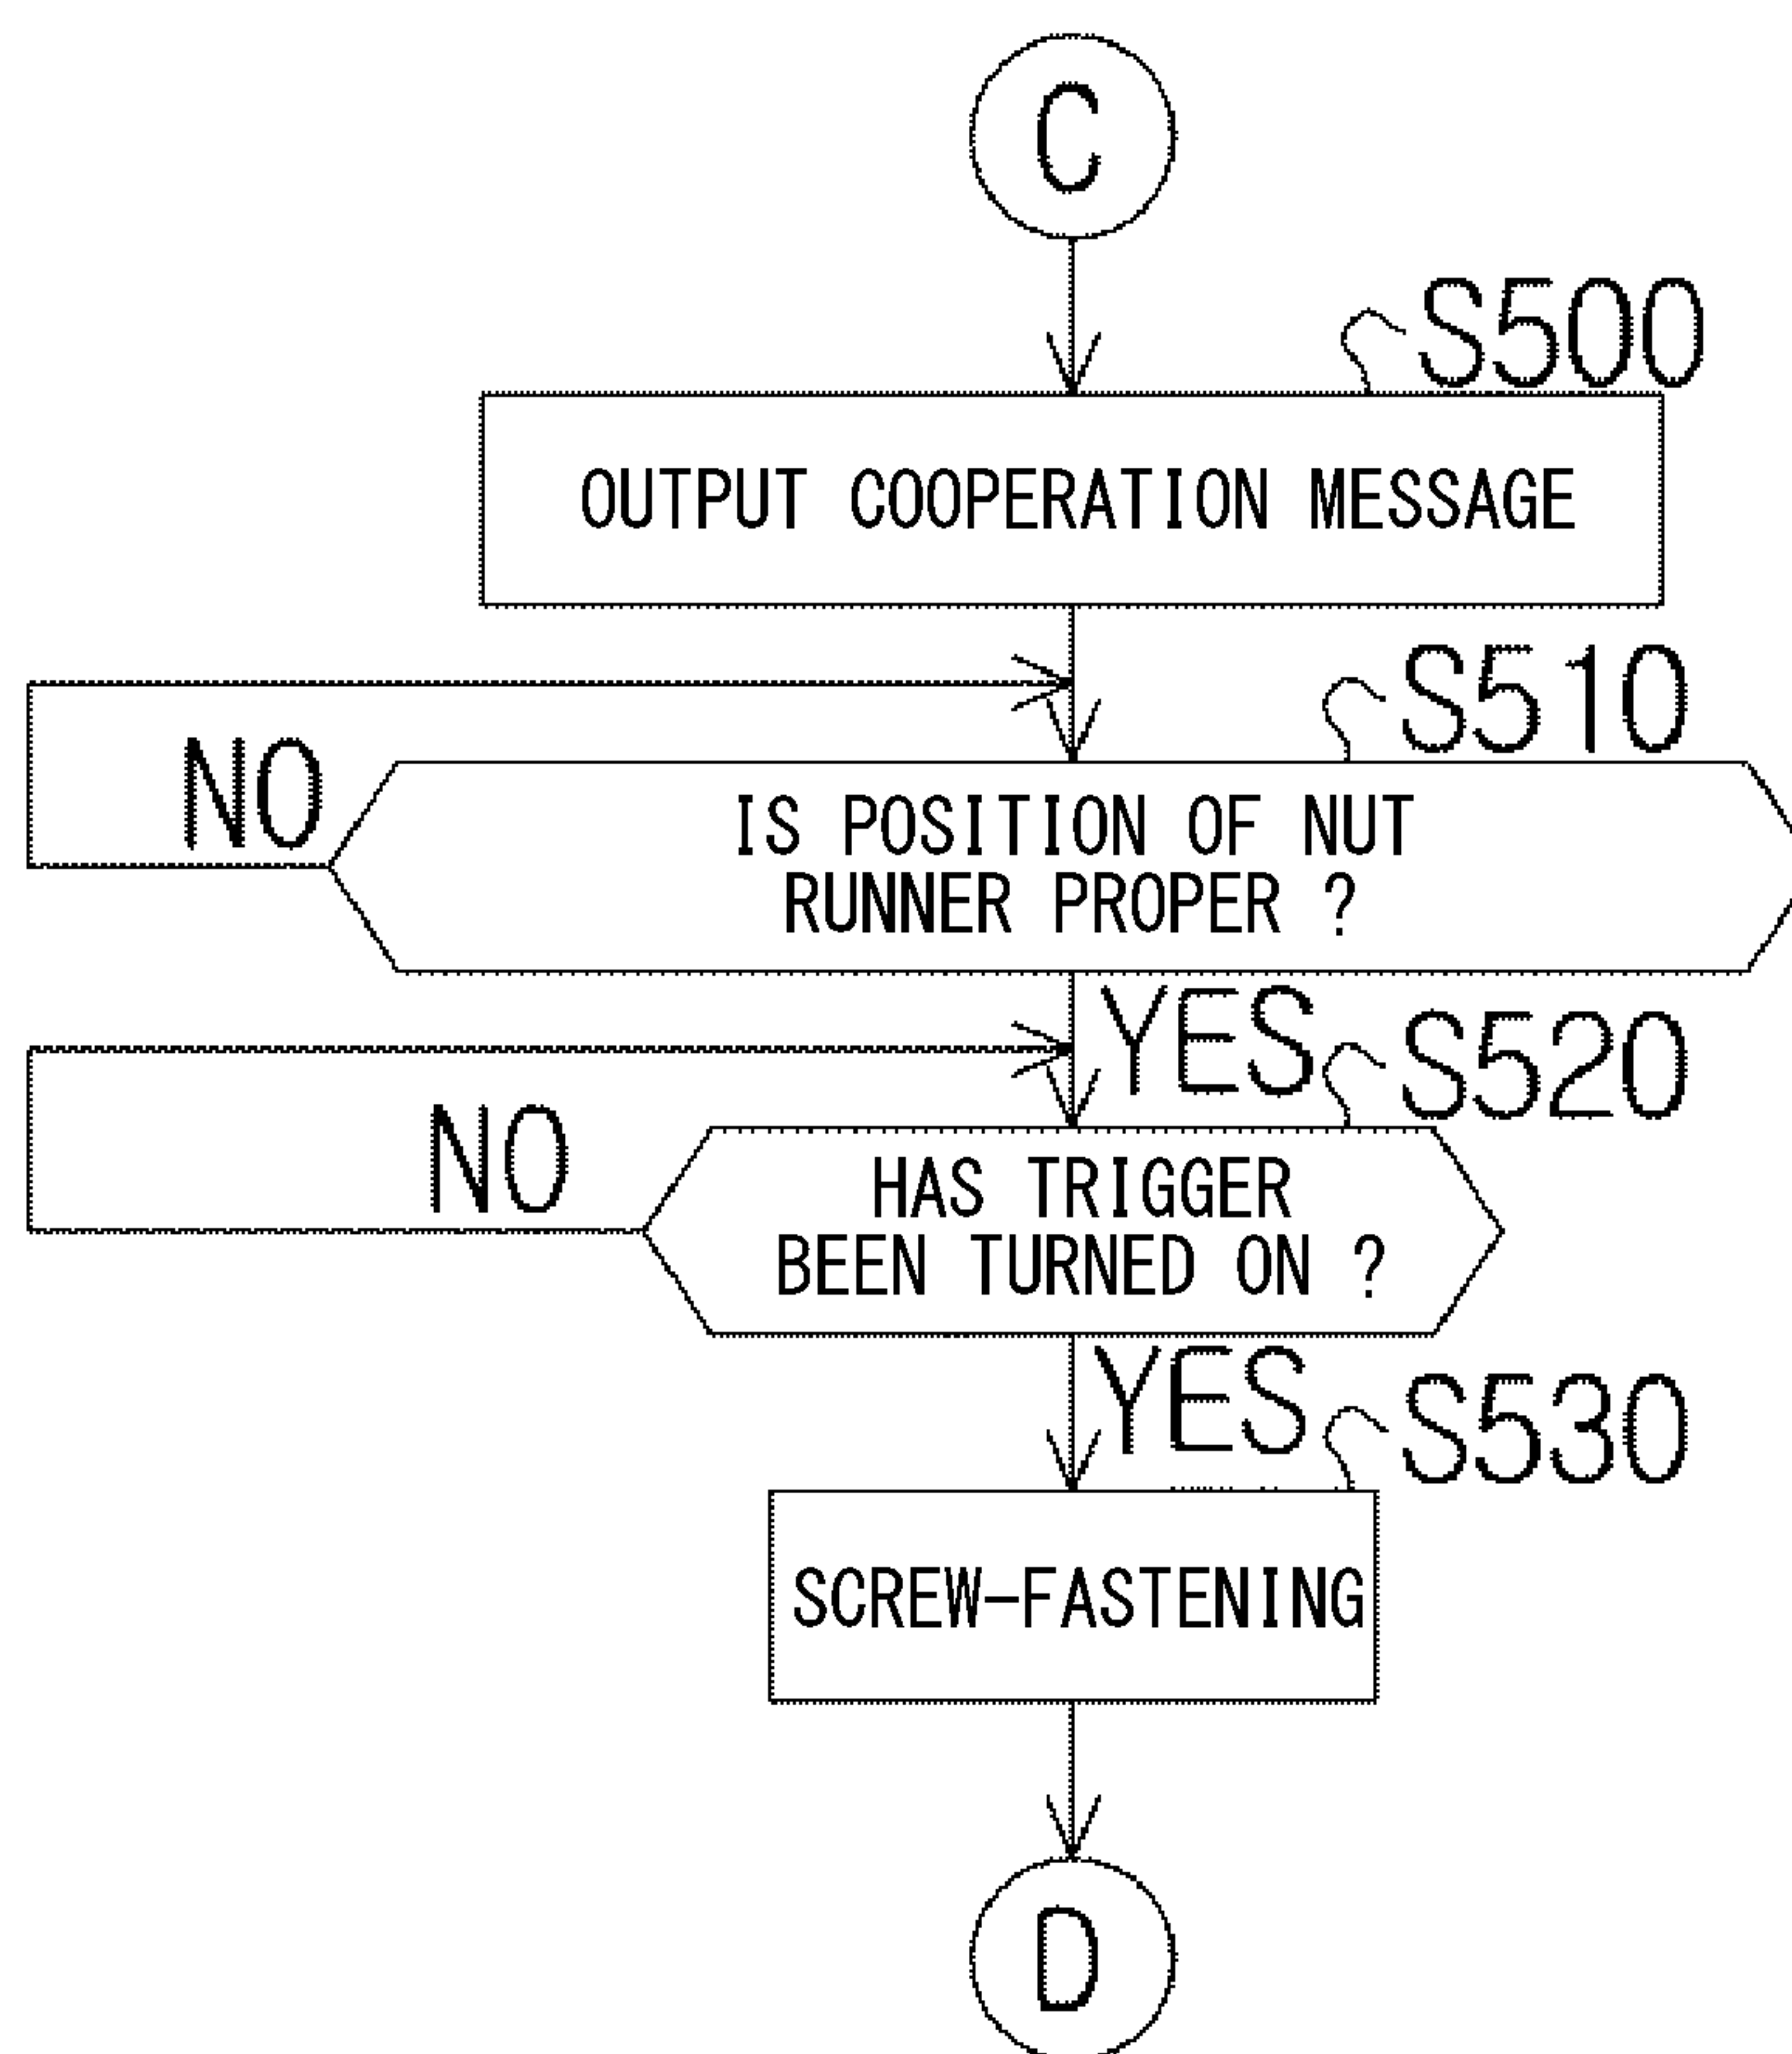 C
S500
OUTPUT COOPERATION MESSAGE
S510
NO
IS POSITION OF NUT
RUNNER PROPER ?
YES
S520
NO
HAS TRIGGER
BEEN TURNED ON ?
YES
S530
SCREW-FASTENING
D